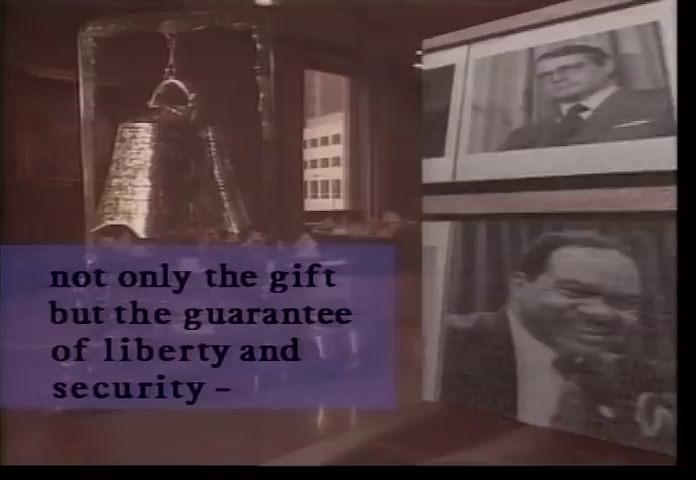 not only the gift
but the guarantee
of liberty and
security –